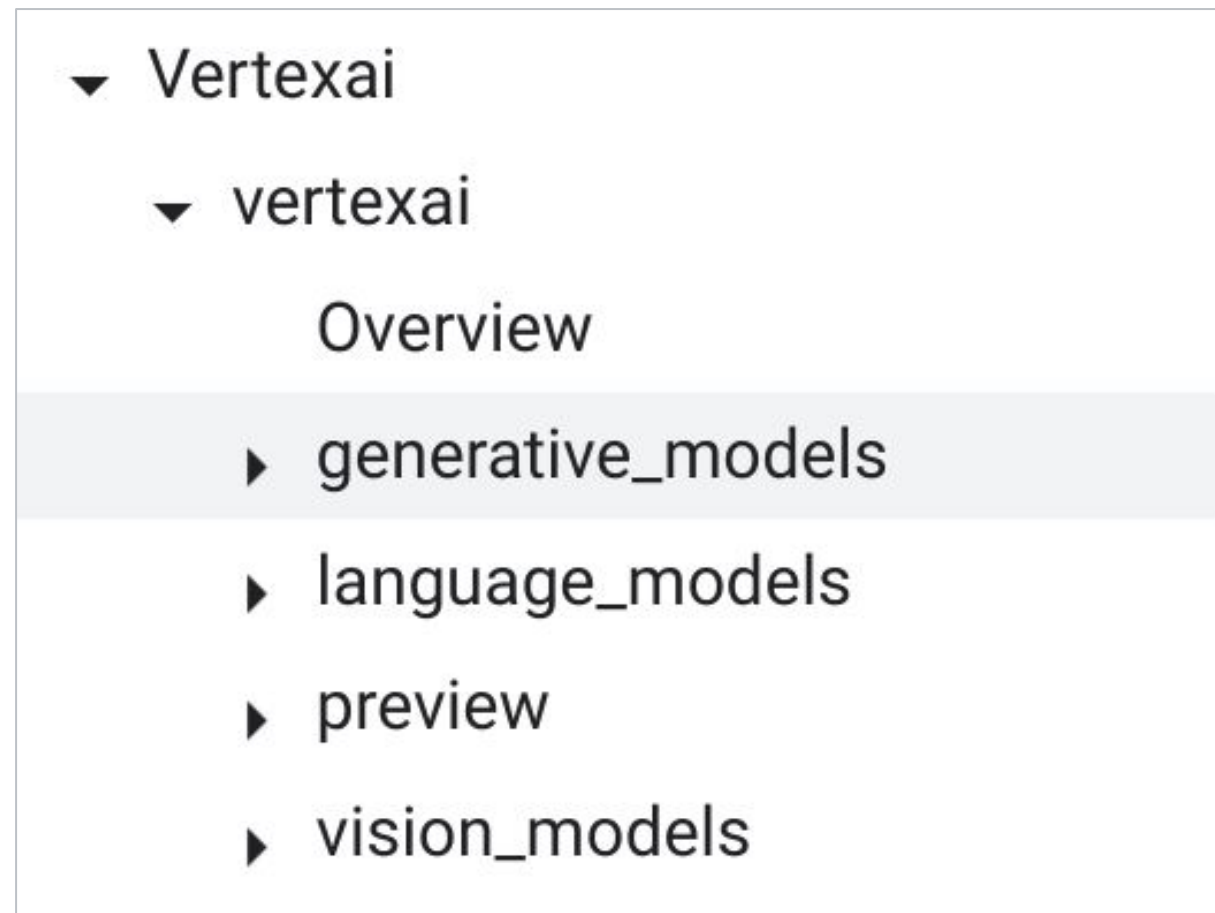 Vertexai
vertexai
Overview
generative_models
language_models
preview
vision_models